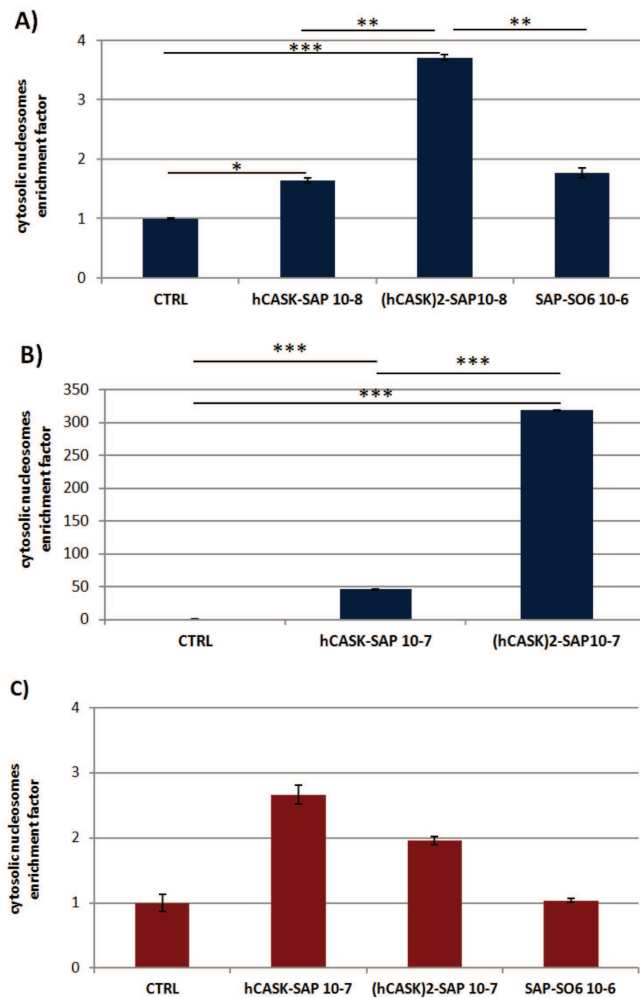 A)
**
**
***
*
4
3
2
1
0
cytosolic nucleosomes
enrichment factor
CTRL
hCASK-SAP 10-8
(hCASK)2-SAP10-8
SAP-SO6 10-6
B)
***
***
***
350
300
250
200
150
100
50
0
cytosolic nucleosomes
enrichment factor
CTRL
hCASK-SAP 10-7
(hCASK)2-SAP10-7
C)
4
3
2
1
0
cytosolic nucleosomes
enrichment factor
CTRL
hCASK-SAP 10-7
(hCASK)2-SAP 10-7
SAP-SO6 10-6